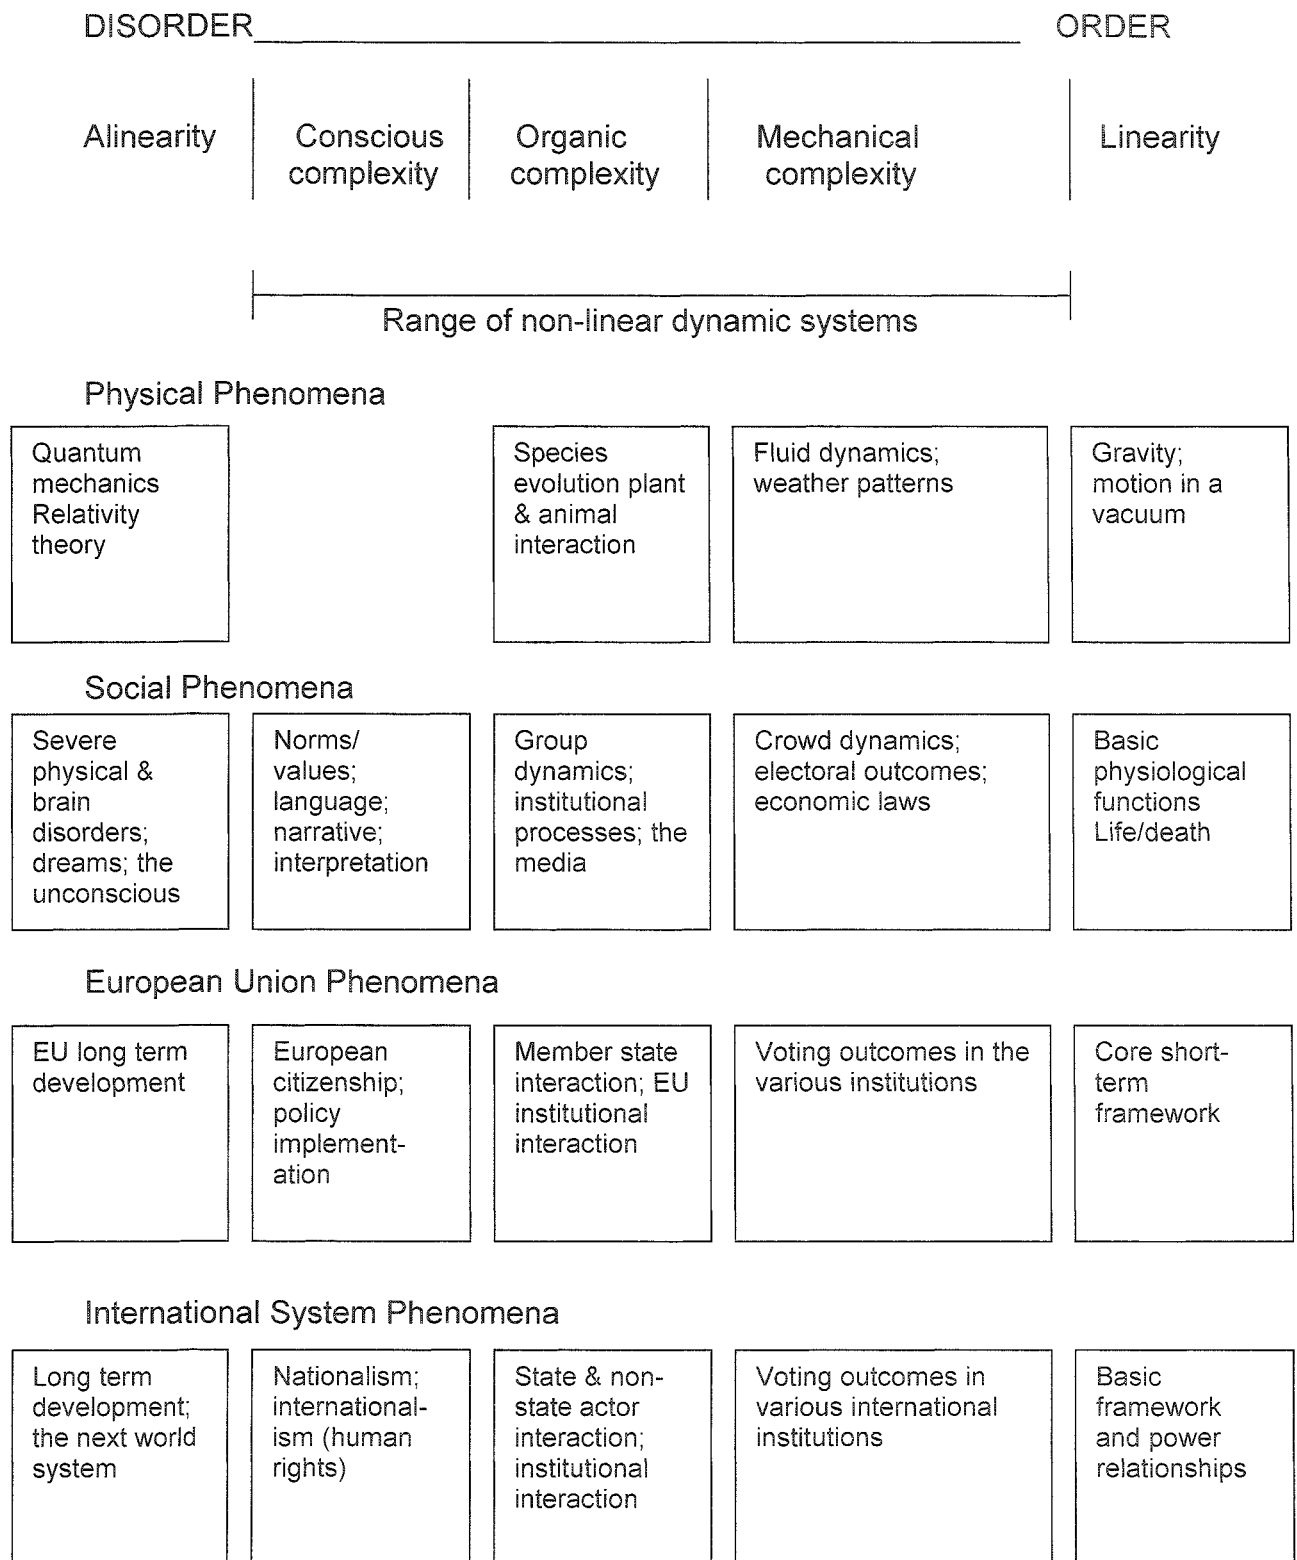 DISORDER ORDER
Alinearity
Conscious
complexity
Organic
complexity
Mechanical
complexity
Linearity
Range of non-linear dynamic systems
Physical Phenomena
Quantum
mechanics
Relativity
theory
Species
evolution plant
& animal
interaction
Fluid dynamics;
weather patterns
Gravity;
motion in a
vacuum
Social Phenomena
Severe
physical &
brain
disorders;
dreams; the
unconscious
Norms/
values;
language;
narrative;
interpretation
Group
dynamics;
institutional
processes; the
media
Crowd dynamics;
electoral outcomes;
economic laws
Basic
physiological
functions
Life/death
European Union Phenomena
EU long term
development
European
citizenship;
policy
implement-
ation
Member state
interaction; EU
institutional
interaction
Voting outcomes in the
various institutions
Core short-
term
framework
International System Phenomena
Long term
development;
the next world
system
Nationalism;
international-
ism (human
rights)
State & non-
state actor
interaction;
institutional
interaction
Voting outcomes in
various international
institutions
Basic
framework
and power
relationships